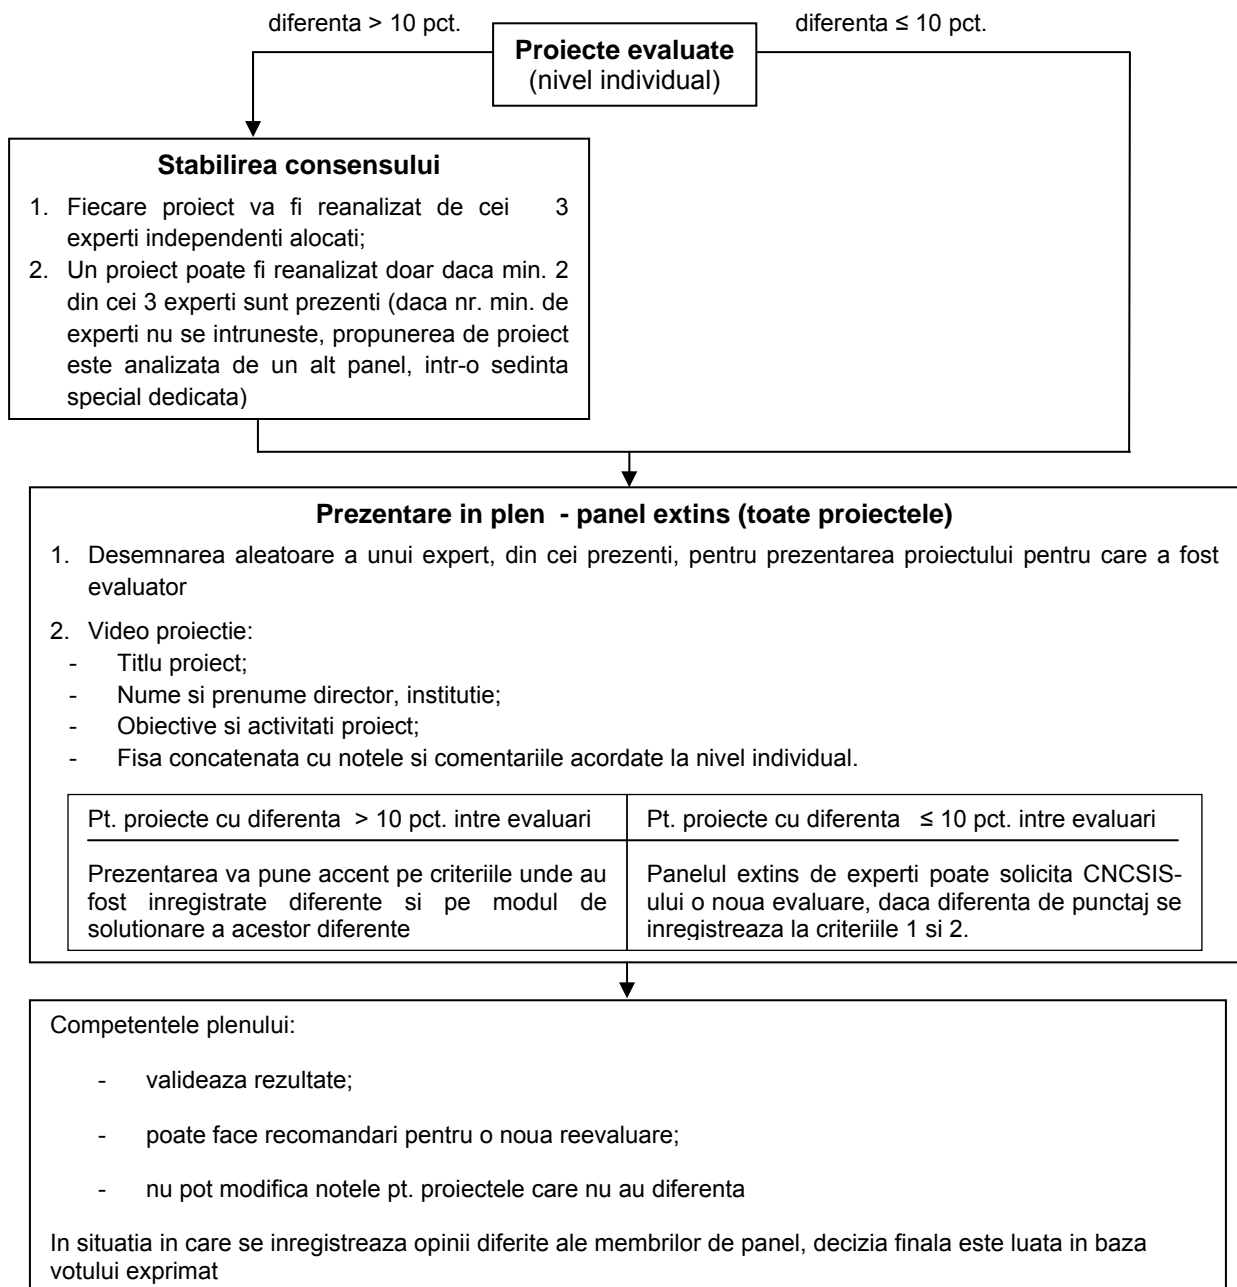 diferenta > 10 pct.
diferenta ≤ 10 pct.
Proiecte evaluate
(nivel individual)
Stabilirea consensului
1. Fiecare proiect va fi reanalizat de cei 3
experti independenti alocati;
2. Un proiect poate fi reanalizat doar daca min. 2
din cei 3 experti sunt prezenti (daca nr. min. de
experti nu se intruneste, propunerea de proiect
este analizata de un alt panel, intr-o sedinta
special dedicata)
Prezentare in plen - panel extins (toate proiectele)
1. Desemnarea aleatoare a unui expert, din cei prezenti, pentru prezentarea proiectului pentru care a fost
evaluator
2. Video proiectie:
- Titlu proiect;
- Nume si prenume director, institutie;
- Obiective si activitati proiect;
- Fisa concatenata cu notele si comentariile acordate la nivel individual.
Pt. proiecte cu diferenta > 10 pct. intre evaluari
Pt. proiecte cu diferenta ≤ 10 pct. intre evaluari
Prezentarea va pune accent pe criteriile unde au
fost inregistrate diferente si pe modul de
solutionare a acestor diferente
Panelul extins de experti poate solicita CNCSIS-
ului o noua evaluare, daca diferenta de punctaj se
inregistreaza la criteriile 1 si 2.
Competentele plenului:
- valideaza rezultate;
- poate face recomandari pentru o noua reevaluare;
- nu pot modifica notele pt. proiectele care nu au diferenta
In situatia in care se inregistreaza opinii diferite ale membrilor de panel, decizia finala este luata in baza
votului exprimat